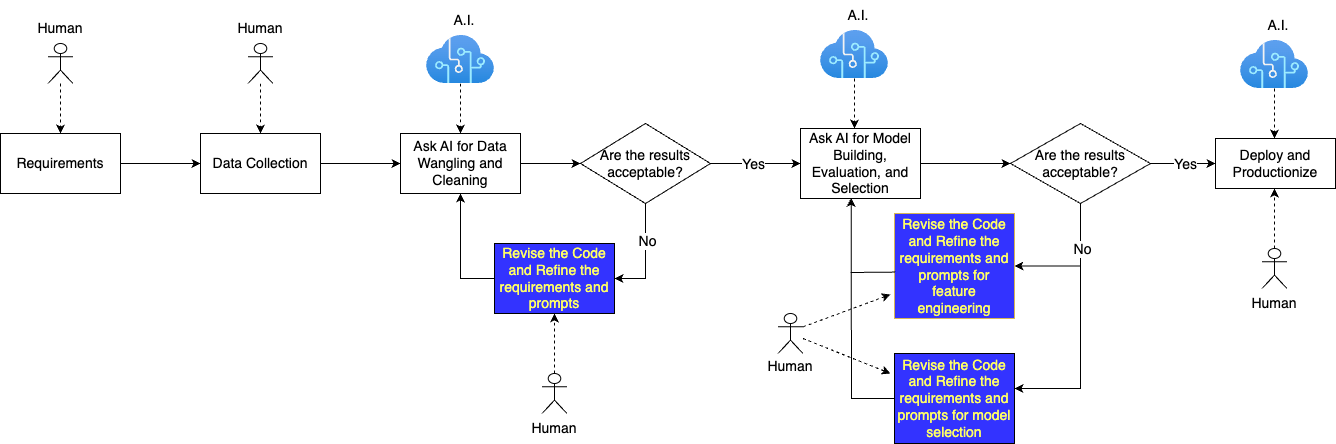 Human
Human
A.I.
A.I.
A.I.
Requirements
Data Collection
Ask AI for Data
Wangling and
Cleaning
Are the results
acceptable?
Yes
Ask AI for Model
Building,
Evaluation, and
Selection
Are the results
acceptable?
Yes
Deploy and
Productionize
No
Revise the Code
and Refine the
requirements and
prompts
Human
No
Revise the Code
and Refine the
requirements and
prompts for
feature
engineering
Human
Revise the Code
and Refine the
requirements and
prompts for model
selection
Human